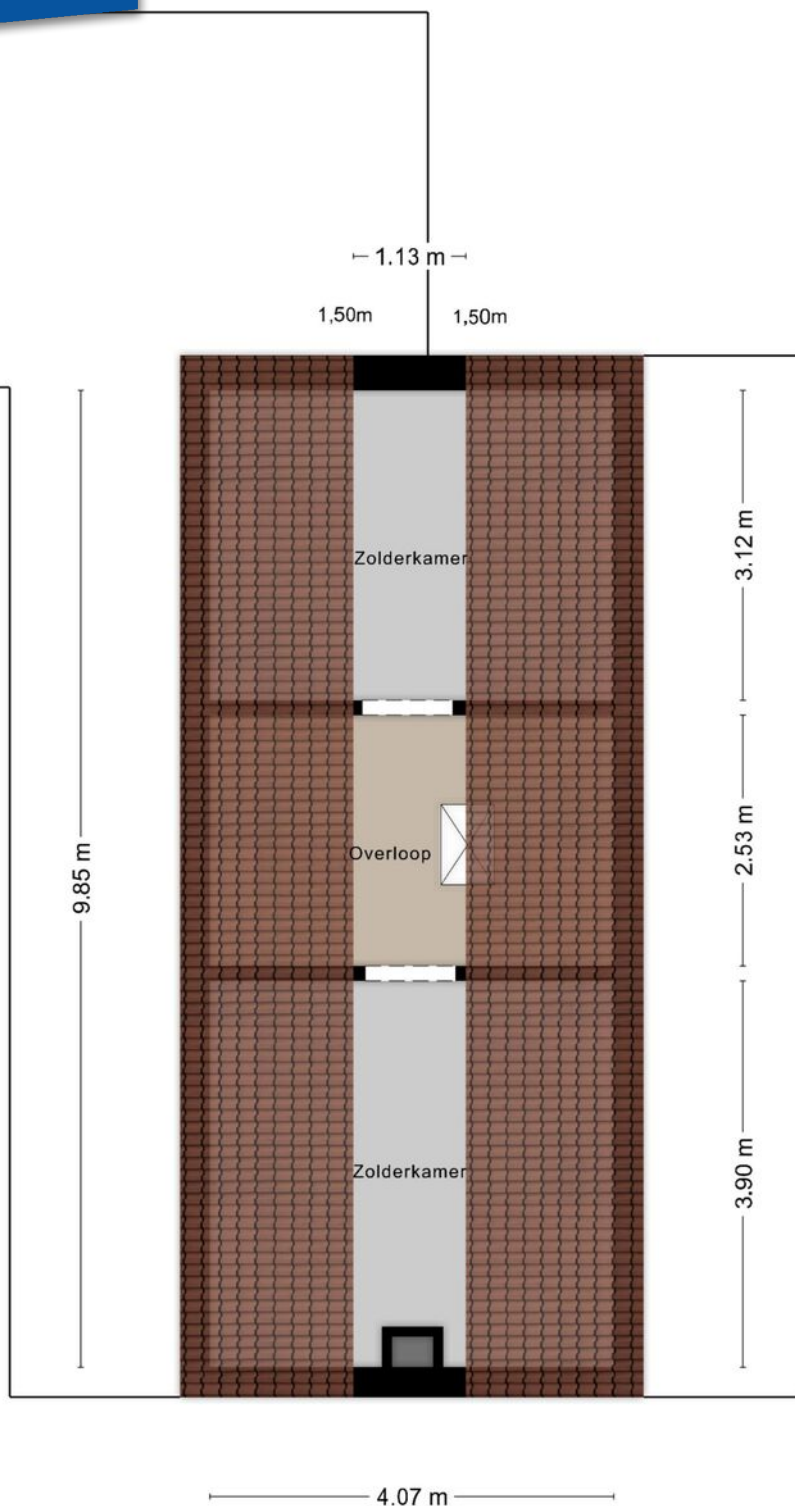 1.13 m
1,50m 1,50m
3.12 m
Zolderkamer
9.85 m
2.53 m
Overloop
3.90 m
Zolderkamer
4.07 m